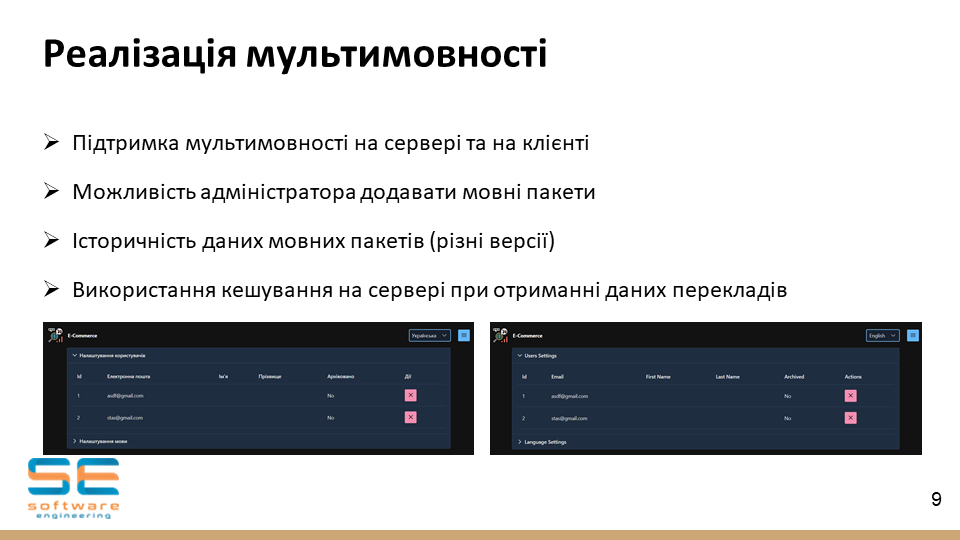 Реалізація мультимовності
Підтримка мультимовності на сервері та на клієнті
Можливість адміністратора додавати мовні пакети
Історичність даних мовних пакетів (різні версії)
Використання кешування на сервері при отриманні даних перекладів
E-Commerce Українська
Налаштування користувачів
Id Електронна пошта Ім'я Прізвище Архівовано Дії
1 asdf@gmail.com No
2 stas@gmail.com No
Налаштування мови
E-Commerce English
Users Settings
Id Email First Name Last Name Archived Actions
1 asdf@gmail.com No
2 stas@gmail.com No
Language Settings
SE
software
engineering
9